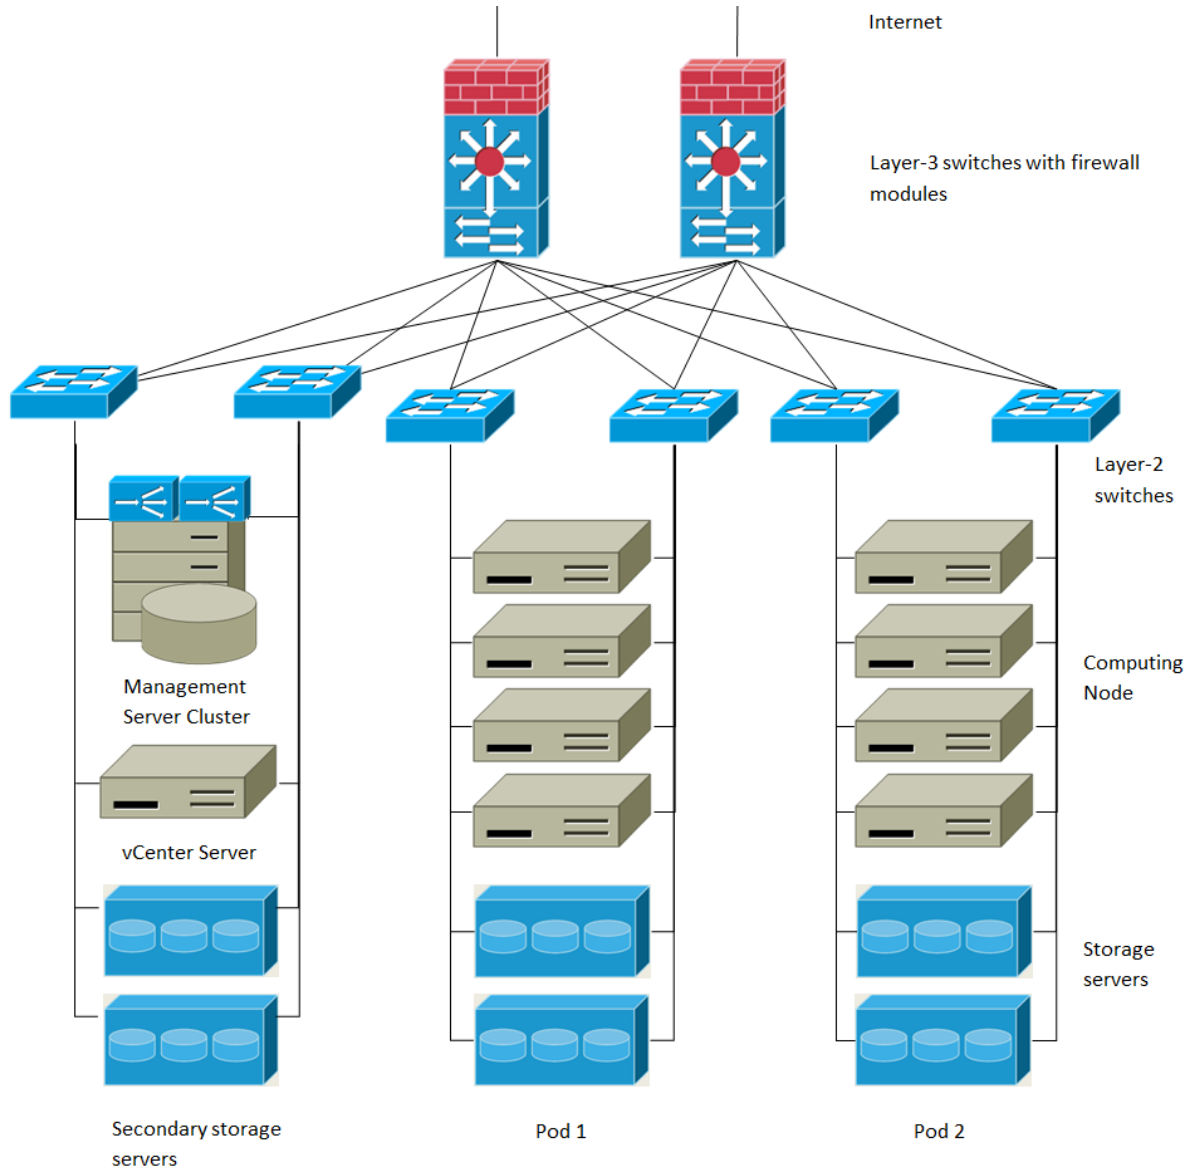 Internet
Layer-3 switches with firewall
modules
Layer-2
switches
Management
Server Cluster
Computing
Node
vCenter Server
Storage
servers
Secondary storage
servers
Pod 1
Pod 2